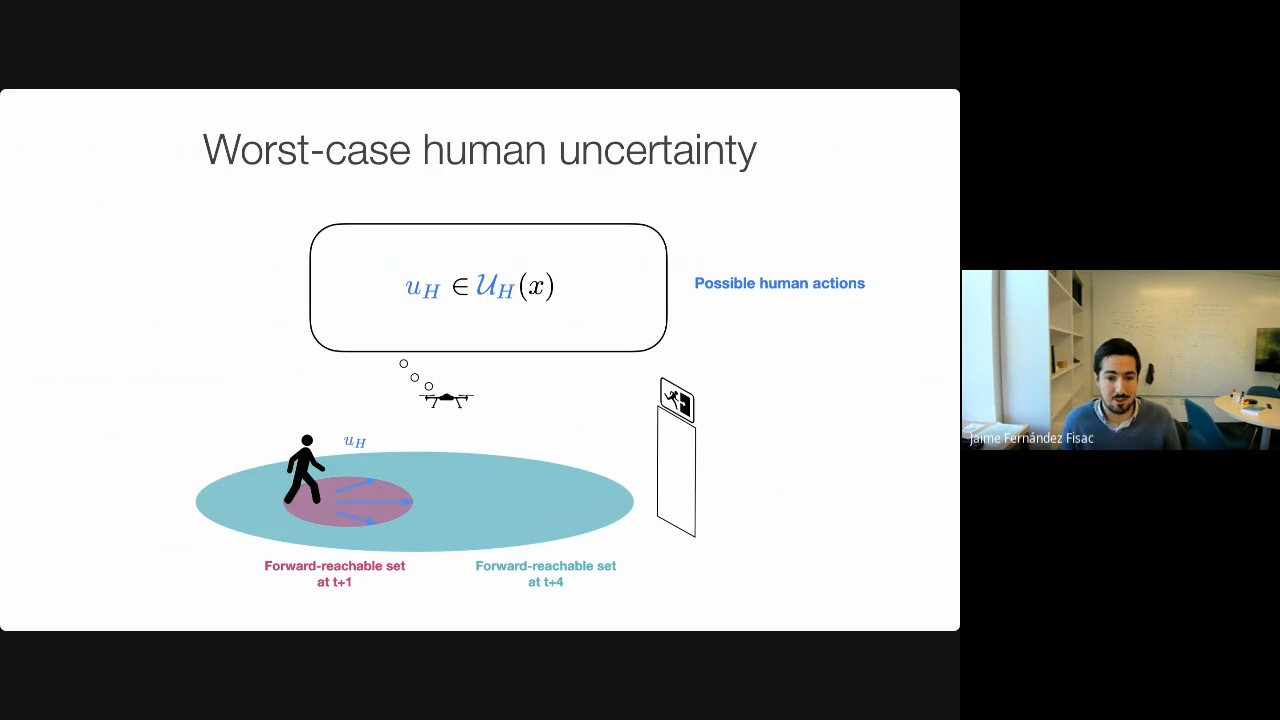 Worst-case human uncertainty
u_H ∈ 𝒰_H(x)
Possible human actions
u_H
Forward-reachable set
at t+1
Forward-reachable set
at t+4
Jaime Fernández Fisac